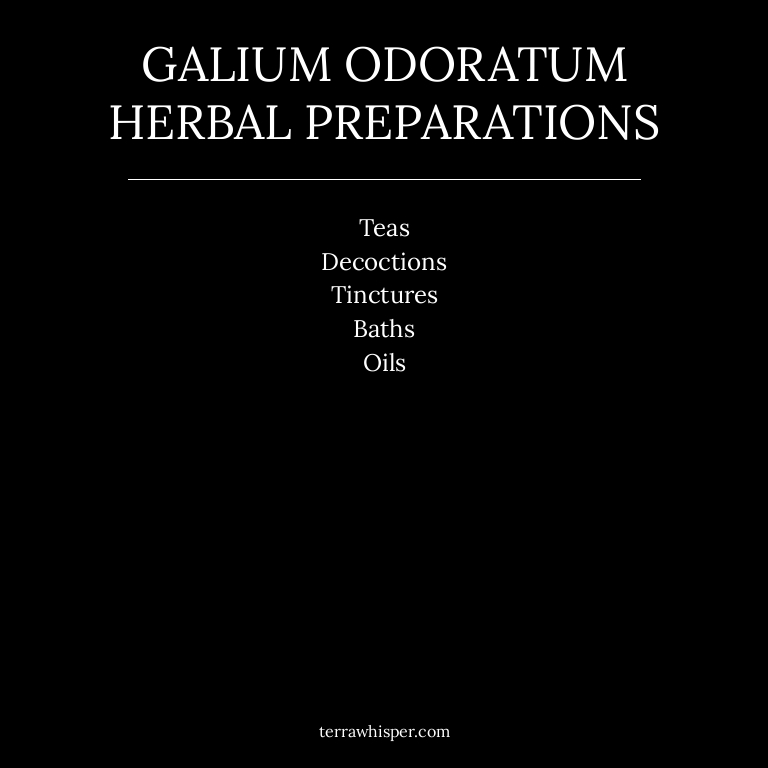 GALIUM ODORATUM
HERBAL PREPARATIONS
Teas
Decoctions
Tinctures
Baths
Oils
terrawhisper.com